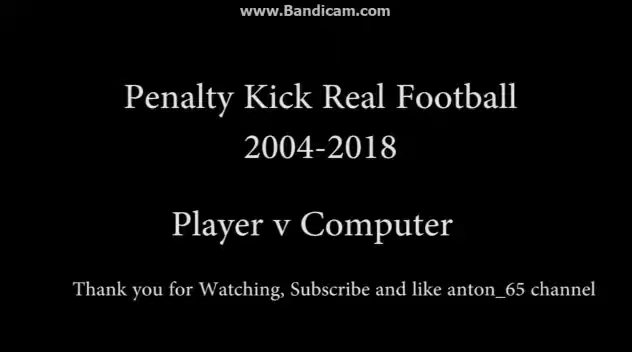 www.Bandicam.com
Penalty Kick Real Football
2004-2018
Player v Computer
Thank you for Watching, Subscribe and like anton_65 channel